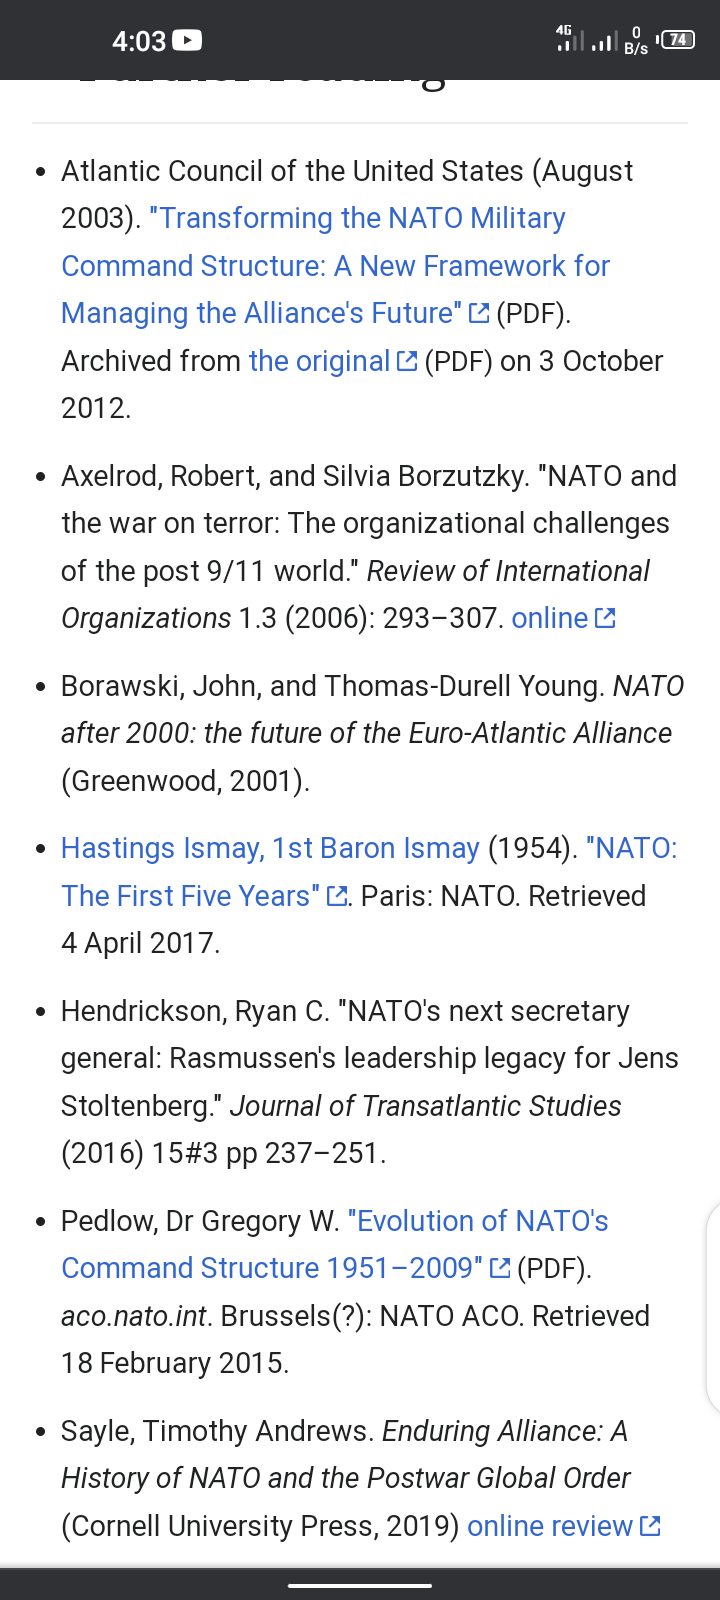 4:03
4G
0
B/s
74
Atlantic Council of the United States (August
2003). "Transforming the NATO Military
Command Structure: A New Framework for
Managing the Alliance's Future" (PDF).
Archived from the original (PDF) on 3 October
2012.
Axelrod, Robert, and Silvia Borzutzky. "NATO and
the war on terror: The organizational challenges
of the post 9/11 world." Review of International
Organizations 1.3 (2006): 293–307. online
Borawski, John, and Thomas-Durell Young. NATO
after 2000: the future of the Euro-Atlantic Alliance
(Greenwood, 2001).
Hastings Ismay, 1st Baron Ismay (1954). "NATO:
The First Five Years". Paris: NATO. Retrieved
4 April 2017.
Hendrickson, Ryan C. "NATO's next secretary
general: Rasmussen's leadership legacy for Jens
Stoltenberg." Journal of Transatlantic Studies
(2016) 15#3 pp 237–251.
Pedlow, Dr Gregory W. "Evolution of NATO's
Command Structure 1951–2009" (PDF).
aco.nato.int. Brussels(?): NATO ACO. Retrieved
18 February 2015.
Sayle, Timothy Andrews. Enduring Alliance: A
History of NATO and the Postwar Global Order
(Cornell University Press, 2019) online review